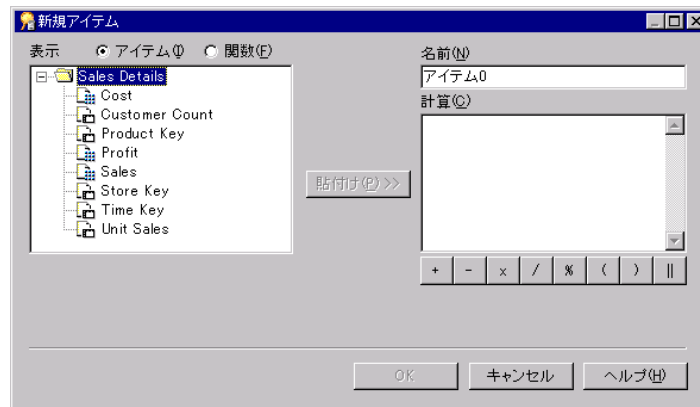 新規アイテム
表示 アイテム(I) 関数(F)
Sales Details
Cost
Customer Count
Product Key
Profit
Sales
Store Key
Time Key
Unit Sales
貼付け(P) >>
名前(N)
アイテム0
計算(C)
+ - x / % ( ) ||
OK キャンセル ヘルプ(H)